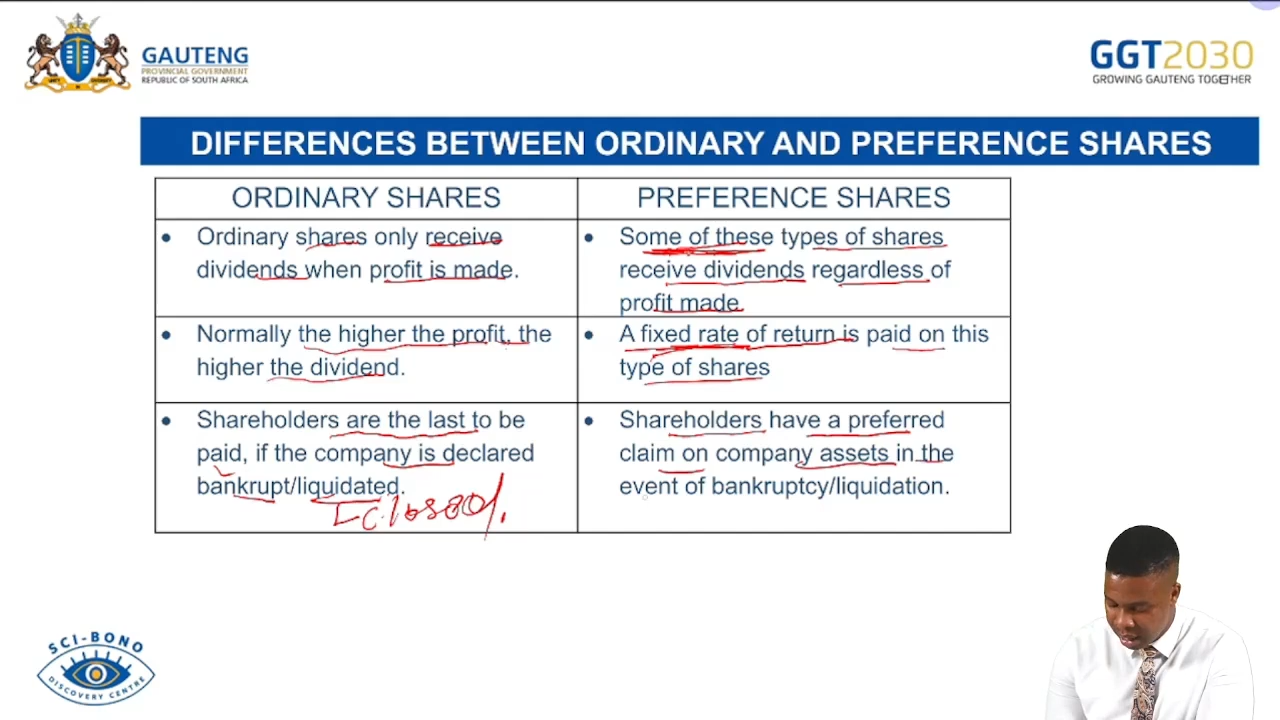 GAUTENG
PROVINCIAL GOVERNMENT
REPUBLIC OF SOUTH AFRICA
GGT2030
GROWING GAUTENG TOGETHER
DIFFERENCES BETWEEN ORDINARY AND PREFERENCE SHARES
ORDINARY SHARES
• Ordinary shares only receive
dividends when profit is made.
• Normally the higher the profit, the
higher the dividend.
• Shareholders are the last to be
paid, if the company is declared
bankrupt/liquidated.
closed
PREFERENCE SHARES
• Some of these types of shares
receive dividends regardless of
profit made.
• A fixed rate of return is paid on this
type of shares
• Shareholders have a preferred
claim on company assets in the
event of bankruptcy/liquidation.
SCI-BONO
DISCOVERY CENTRE